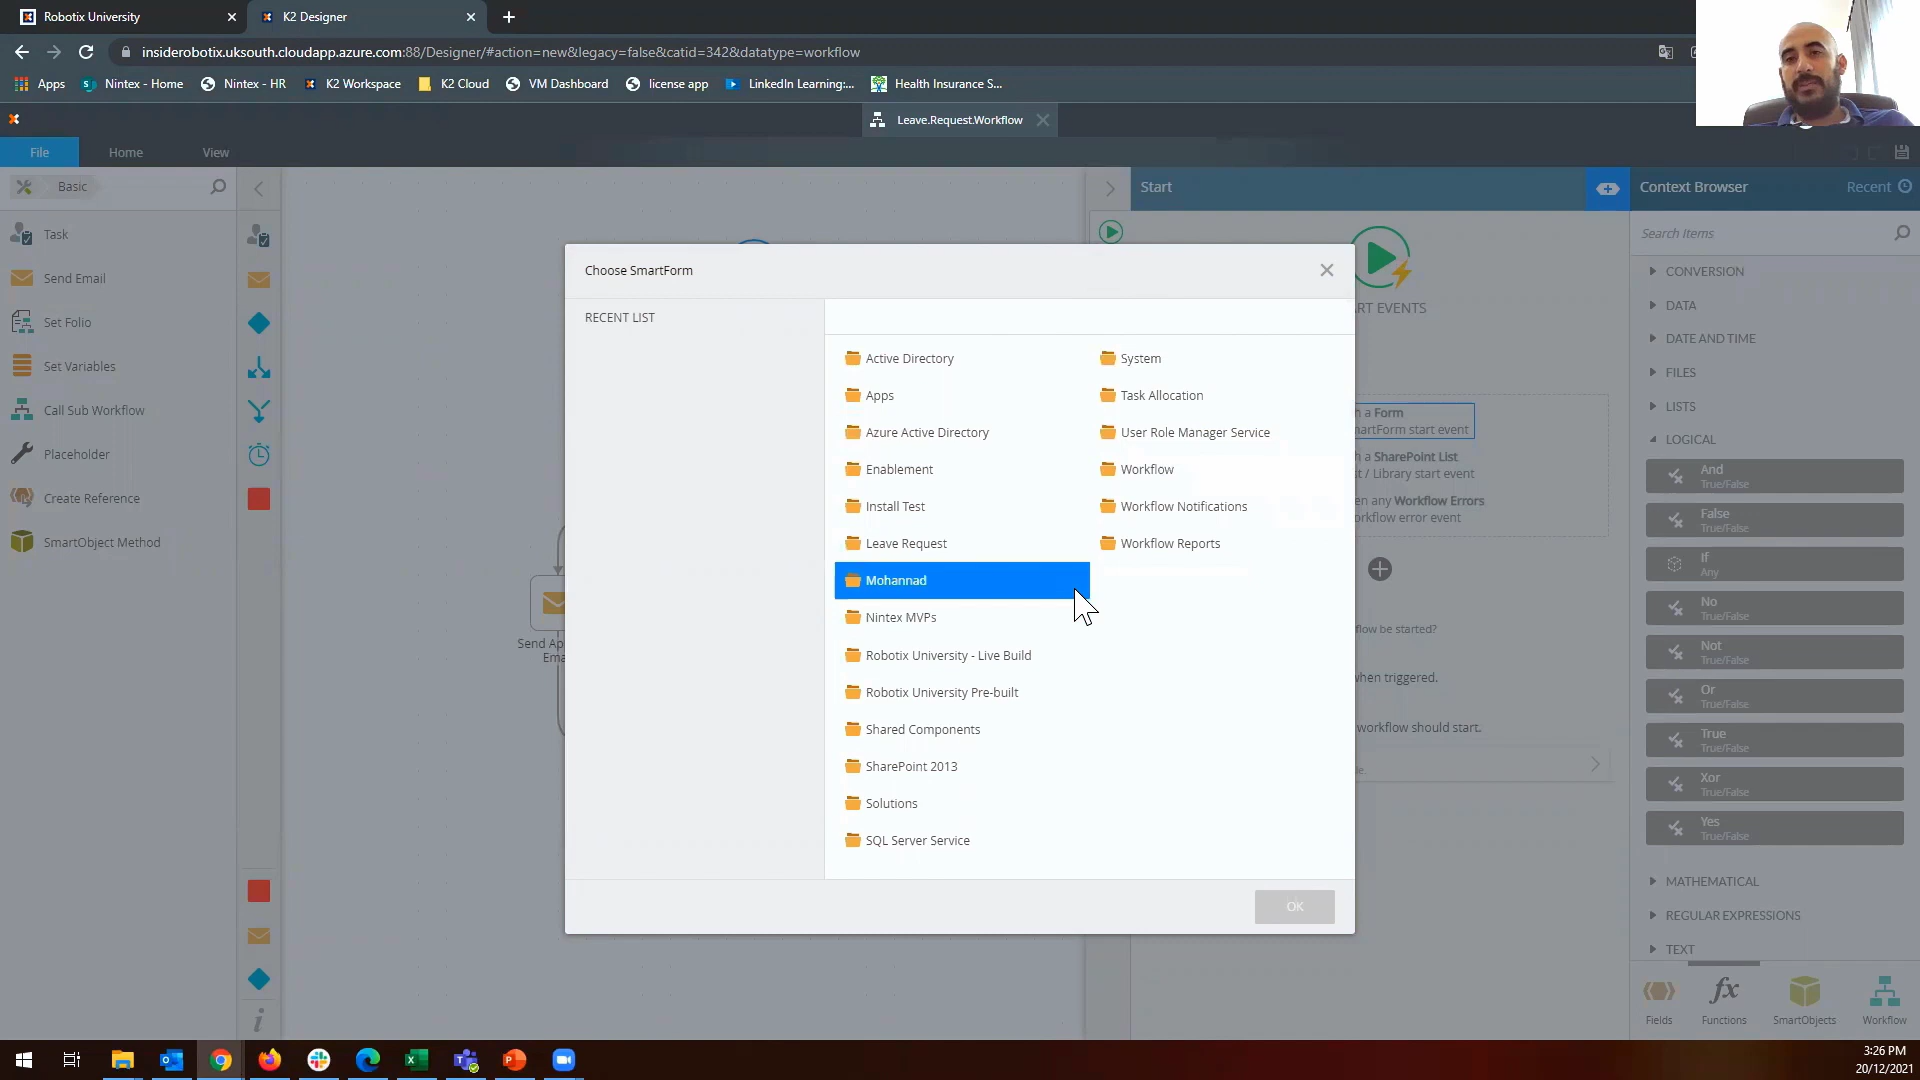 Robotix University
K2 Designer
insiderobotix.uksouth.cloudapp.azure.com:88/Designer/#action=new&legacy=false&catid=342&datatype=workflow
Apps
Nintex - Home
Nintex - HR
K2 Workspace
K2 Cloud
VM Dashboard
license app
LinkedIn Learning:...
Health Insurance S...
Leave.Request.Workflow
File
Home
View
Basic
Task
Send Email
Set Folio
Set Variables
Call Sub Workflow
Placeholder
Create Reference
SmartObject Method
Send Ap
Ema
Choose SmartForm
RECENT LIST
Active Directory
Apps
Azure Active Directory
Enablement
Install Test
Leave Request
Mohannad
Nintex MVPs
Robotix University - Live Build
Robotix University Pre-built
Shared Components
SharePoint 2013
Solutions
SQL Server Service
System
Task Allocation
User Role Manager Service
Workflow
Workflow Notifications
Workflow Reports
OK
Start
RT EVENTS
h a Form
martForm start event
h a SharePoint List
t / Library start event
en any Workflow Errors
orkflow error event
flow be started?
when triggered.
workflow should start.
Context Browser
Recent
Search Items
CONVERSION
DATA
DATE AND TIME
FILES
LISTS
LOGICAL
And
True/False
False
True/False
If
Any
No
True/False
Not
True/False
Or
True/False
True
True/False
Xor
True/False
Yes
True/False
MATHEMATICAL
REGULAR EXPRESSIONS
TEXT
Fields
fx
Functions
SmartObjects
Workflow
3:26 PM
20/12/2021